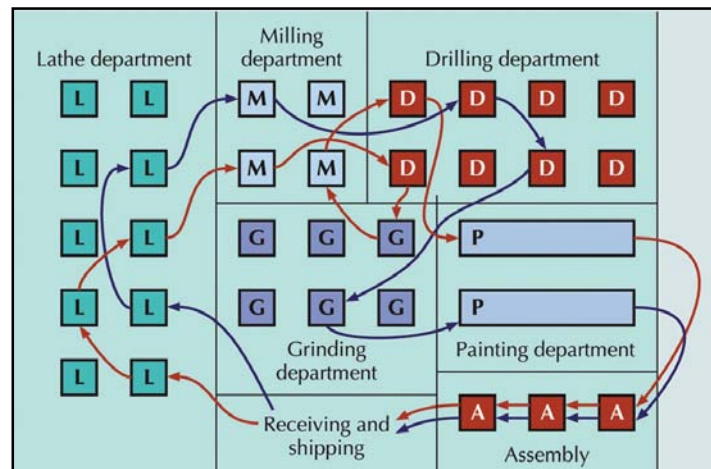 Milling
department
Drilling department
Lathe department
L L M M D D D D
L L M M D D D D
L L G G G P
L L G G G P
Grinding
department
Painting department
L L A A A
Receiving and
shipping
Assembly